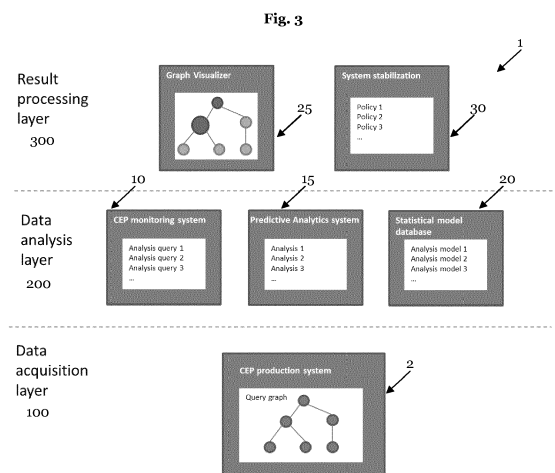 Fig. 3
1
Result
processing
layer
300
Graph Visualizer
25
System stabilization
Policy 1
Policy 2
Policy 3
...
30
Data
analysis
layer
200
10
CEP monitoring system
Analysis query 1
Analysis query 2
Analysis query 3
...
15
Predictive Analytics system
Analysis 1
Analysis 2
Analysis 3
...
20
Statistical model
database
Analysis model 1
Analysis model 2
Analysis model 3
...
Data
acquisition
layer
100
CEP production system
Query graph
2